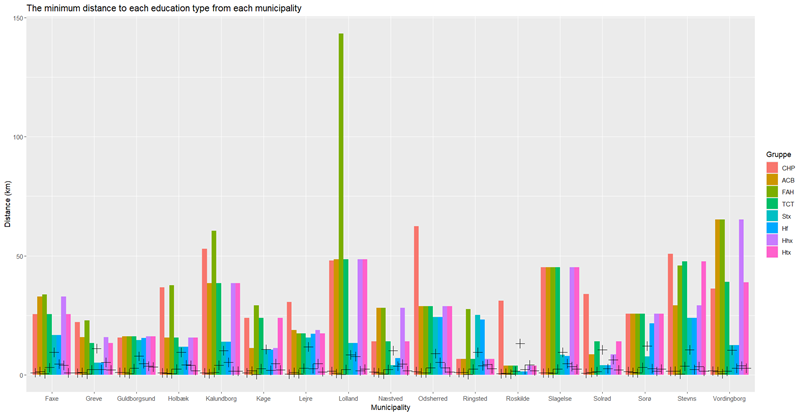 The minimum distance to each education type from each municipality
150
100
50
0
Distance (km)
Faxe Greve Guldborgsund Holbæk Kalundborg Køge Lejre Lolland Næstved Odsherred Ringsted Roskilde Slagelse Solrød Sorø Stevns Vordingborg
Municipality
Gruppe
CHP
ACB
FAH
TCT
Stx
Hf
Hhx
Htx